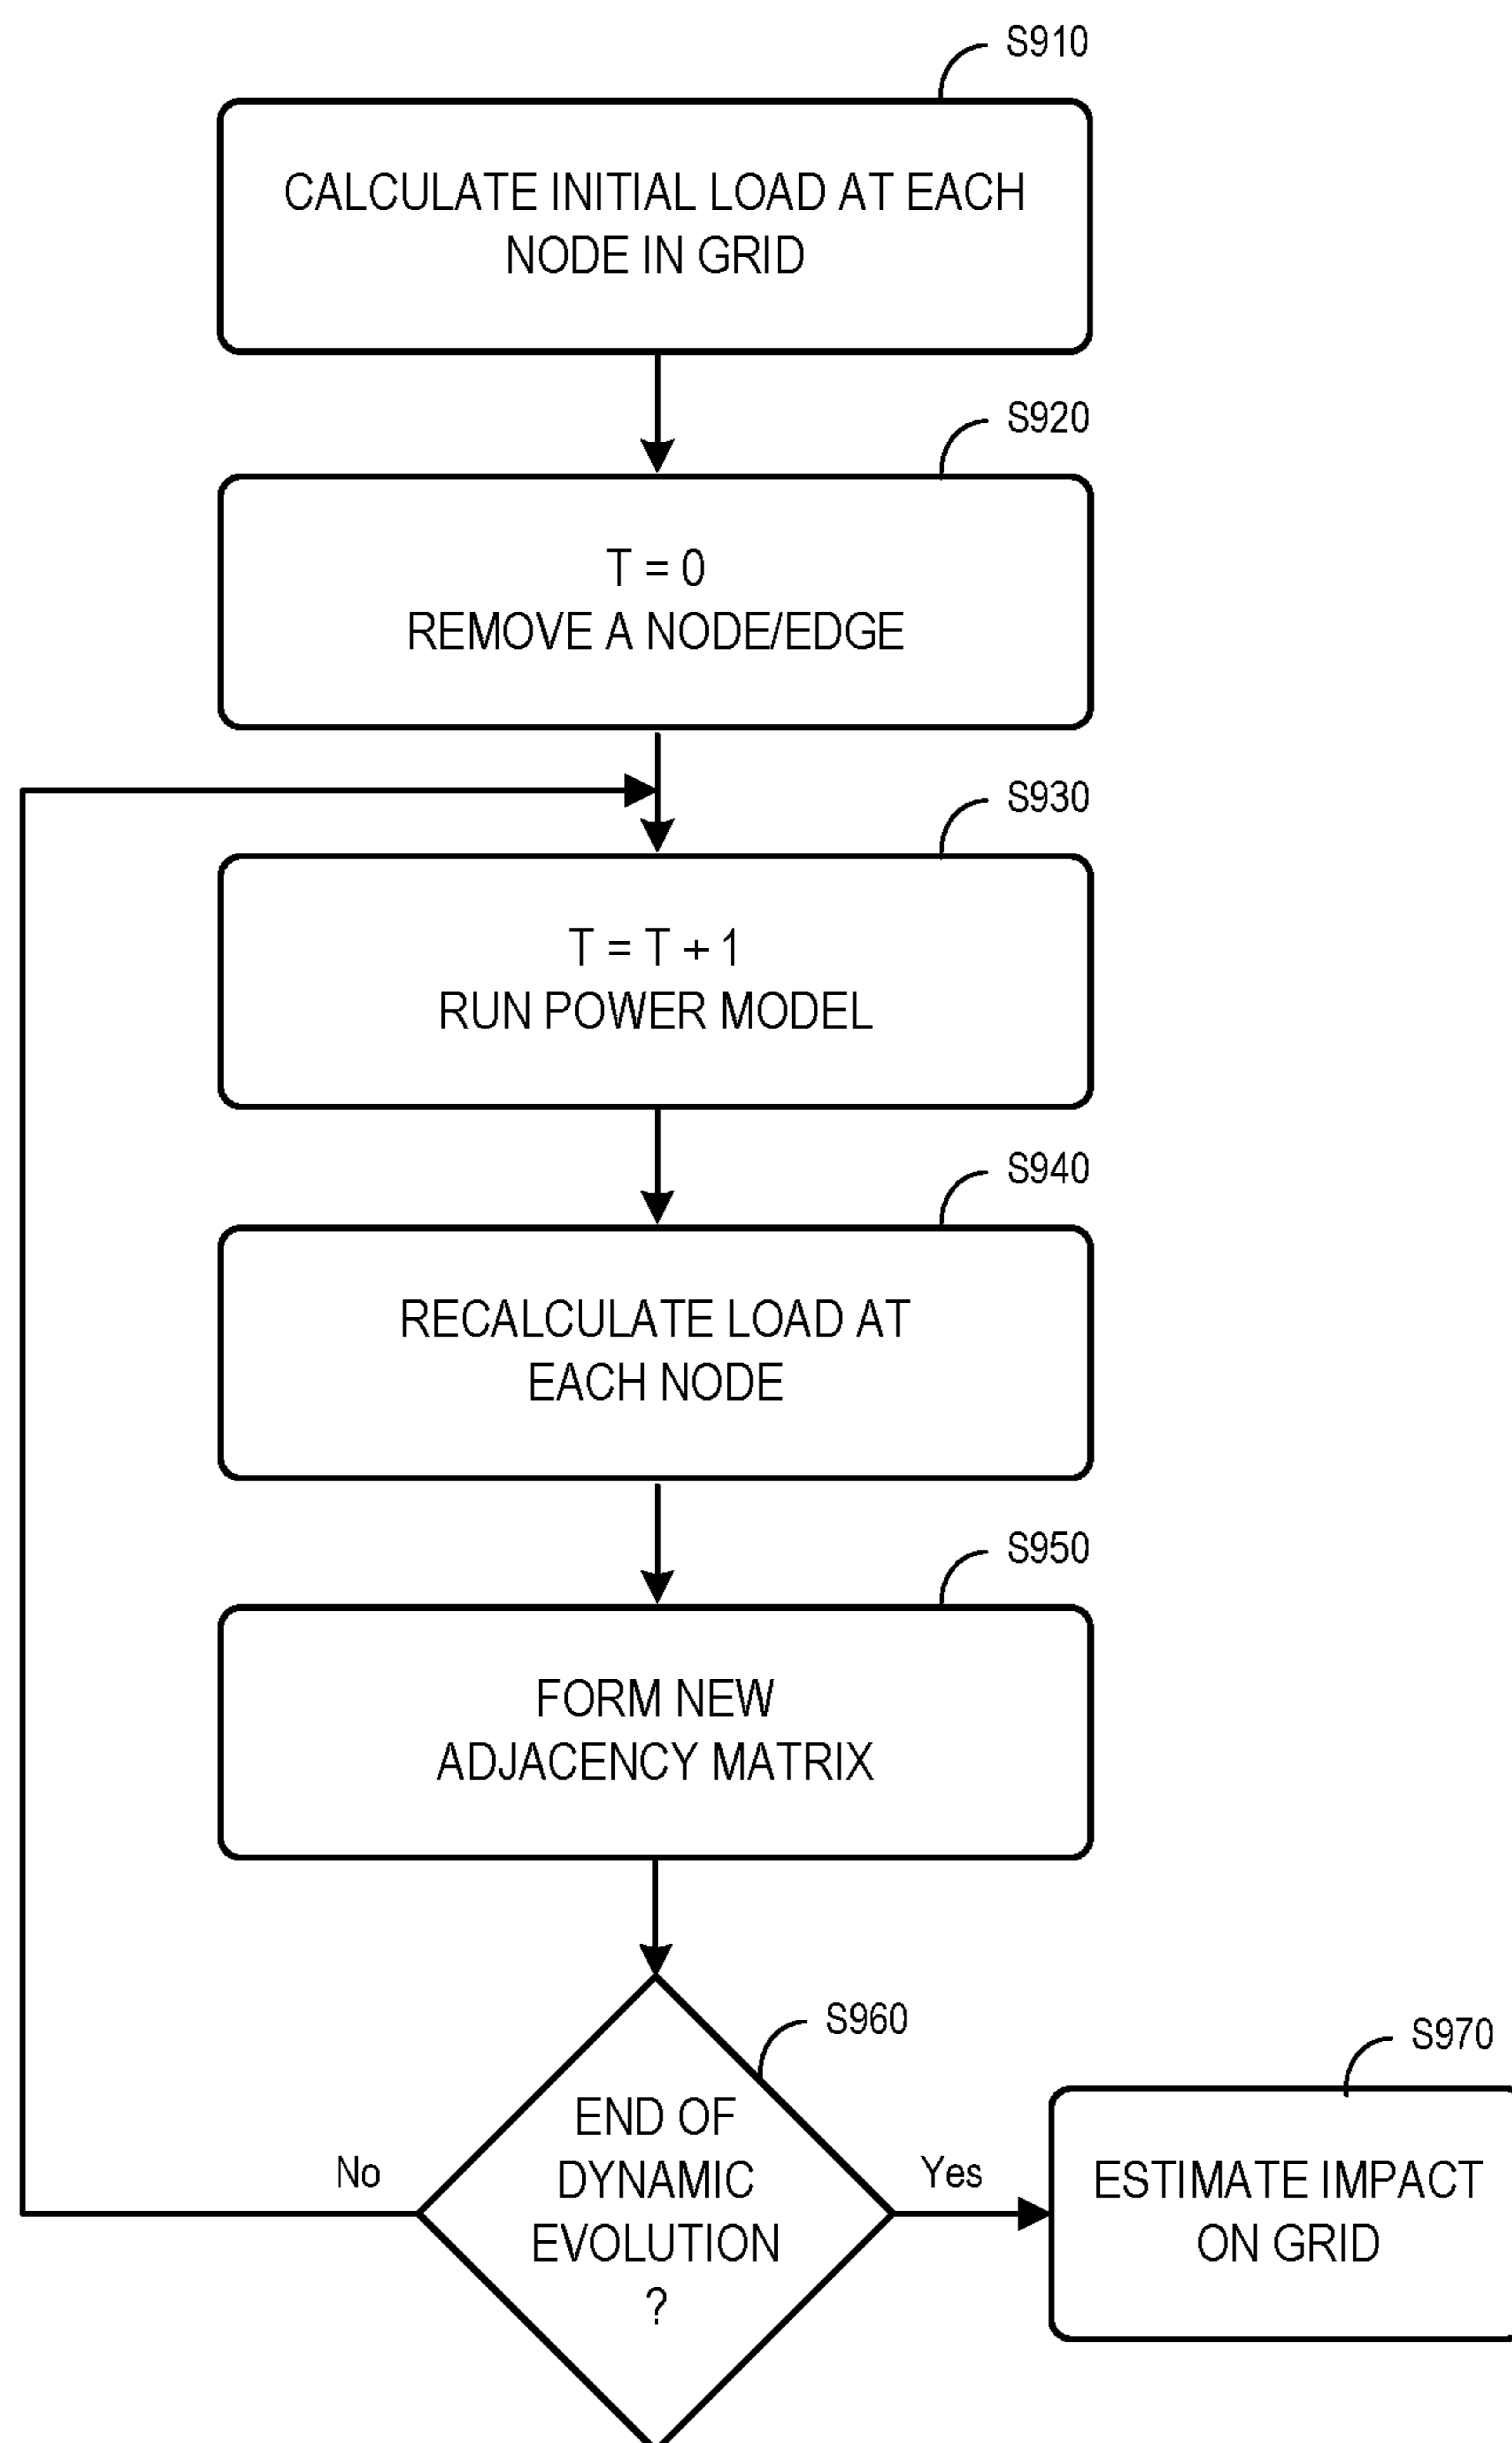 S910
CALCULATE INITIAL LOAD AT EACH
NODE IN GRID
S920
T = 0
REMOVE A NODE/EDGE
S930
T = T + 1
RUN POWER MODEL
S940
RECALCULATE LOAD AT
EACH NODE
S950
FORM NEW
ADJACENCY MATRIX
S960
END OF
DYNAMIC
EVOLUTION
?
No
Yes
S970
ESTIMATE IMPACT
ON GRID